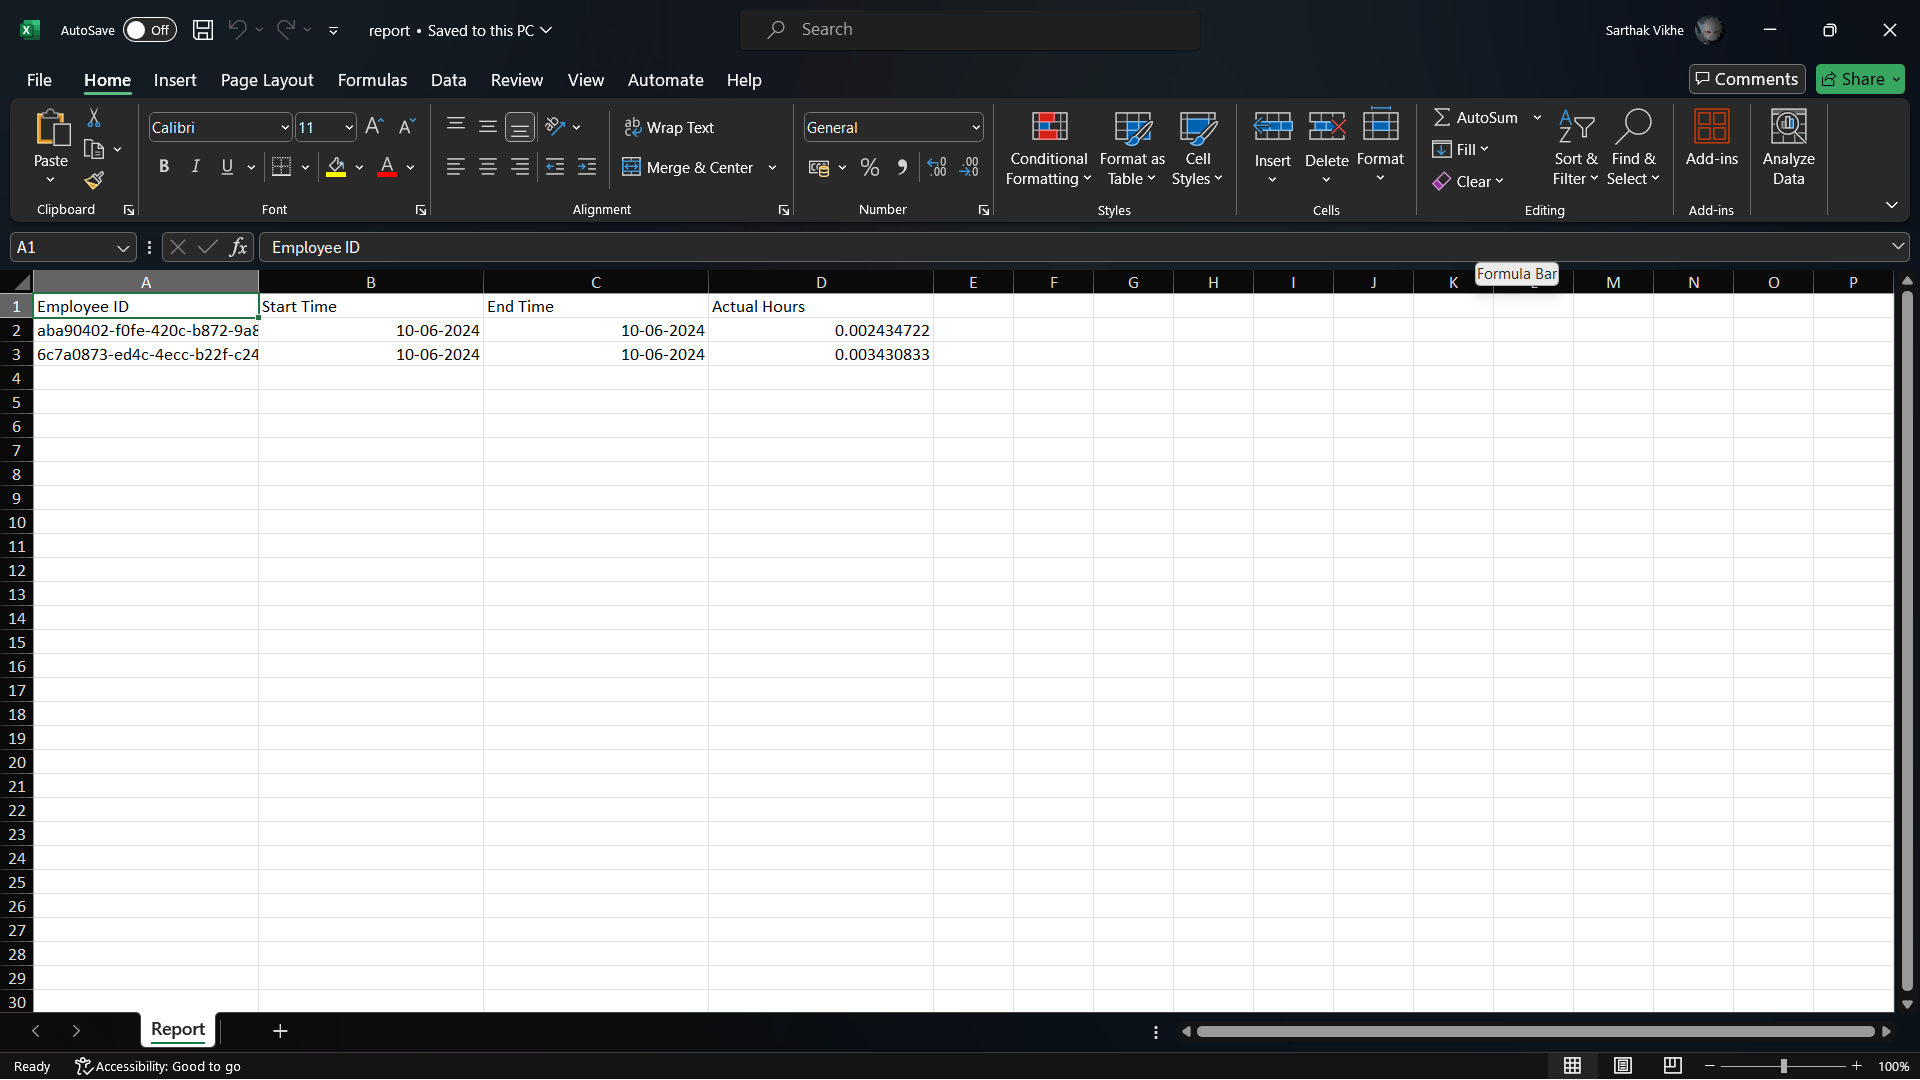 AutoSave Off report • Saved to this PC Search Sarthak Vikhe
File Home Insert Page Layout Formulas Data Review View Automate Help Comments Share
Paste Calibri 11 Wrap Text General Conditional Formatting Format as Table Cell Styles Insert Delete Format AutoSum Fill Clear Sort & Filter Find & Select Add-ins Analyze Data
B I U A Merge & Center %
Clipboard Font Alignment Number Styles Cells Editing Add-ins
A1 fx Employee ID
Formula Bar
A B C D E F G H I J K M N O P
1 Employee ID Start Time End Time Actual Hours
2 aba90402-f0fe-420c-b872-9a8 10-06-2024 10-06-2024 0.002434722
3 6c7a0873-ed4c-4ecc-b22f-c24 10-06-2024 10-06-2024 0.003430833
4
5
6
7
8
9
10
11
12
13
14
15
16
17
18
19
20
21
22
23
24
25
26
27
28
29
30
Report
Ready Accessibility: Good to go 100%